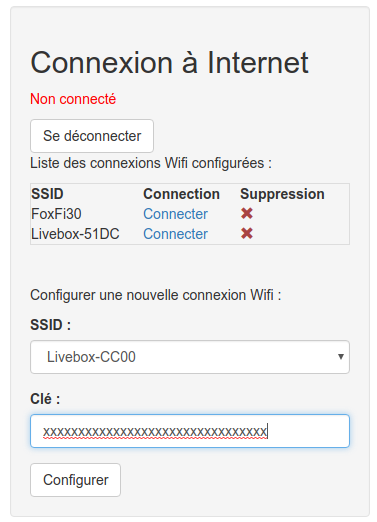 Connexion à Internet
Non connecté
Se déconnecter
Liste des connexions Wifi configurées :
SSID Connection Suppression
FoxFi30 Connecter ✖
Livebox-51DC Connecter ✖
Configurer une nouvelle connexion Wifi :
SSID :
Livebox-CC00
Clé :
xxxxxxxxxxxxxxxxxxxxxxxxxxxxxxxx
Configurer